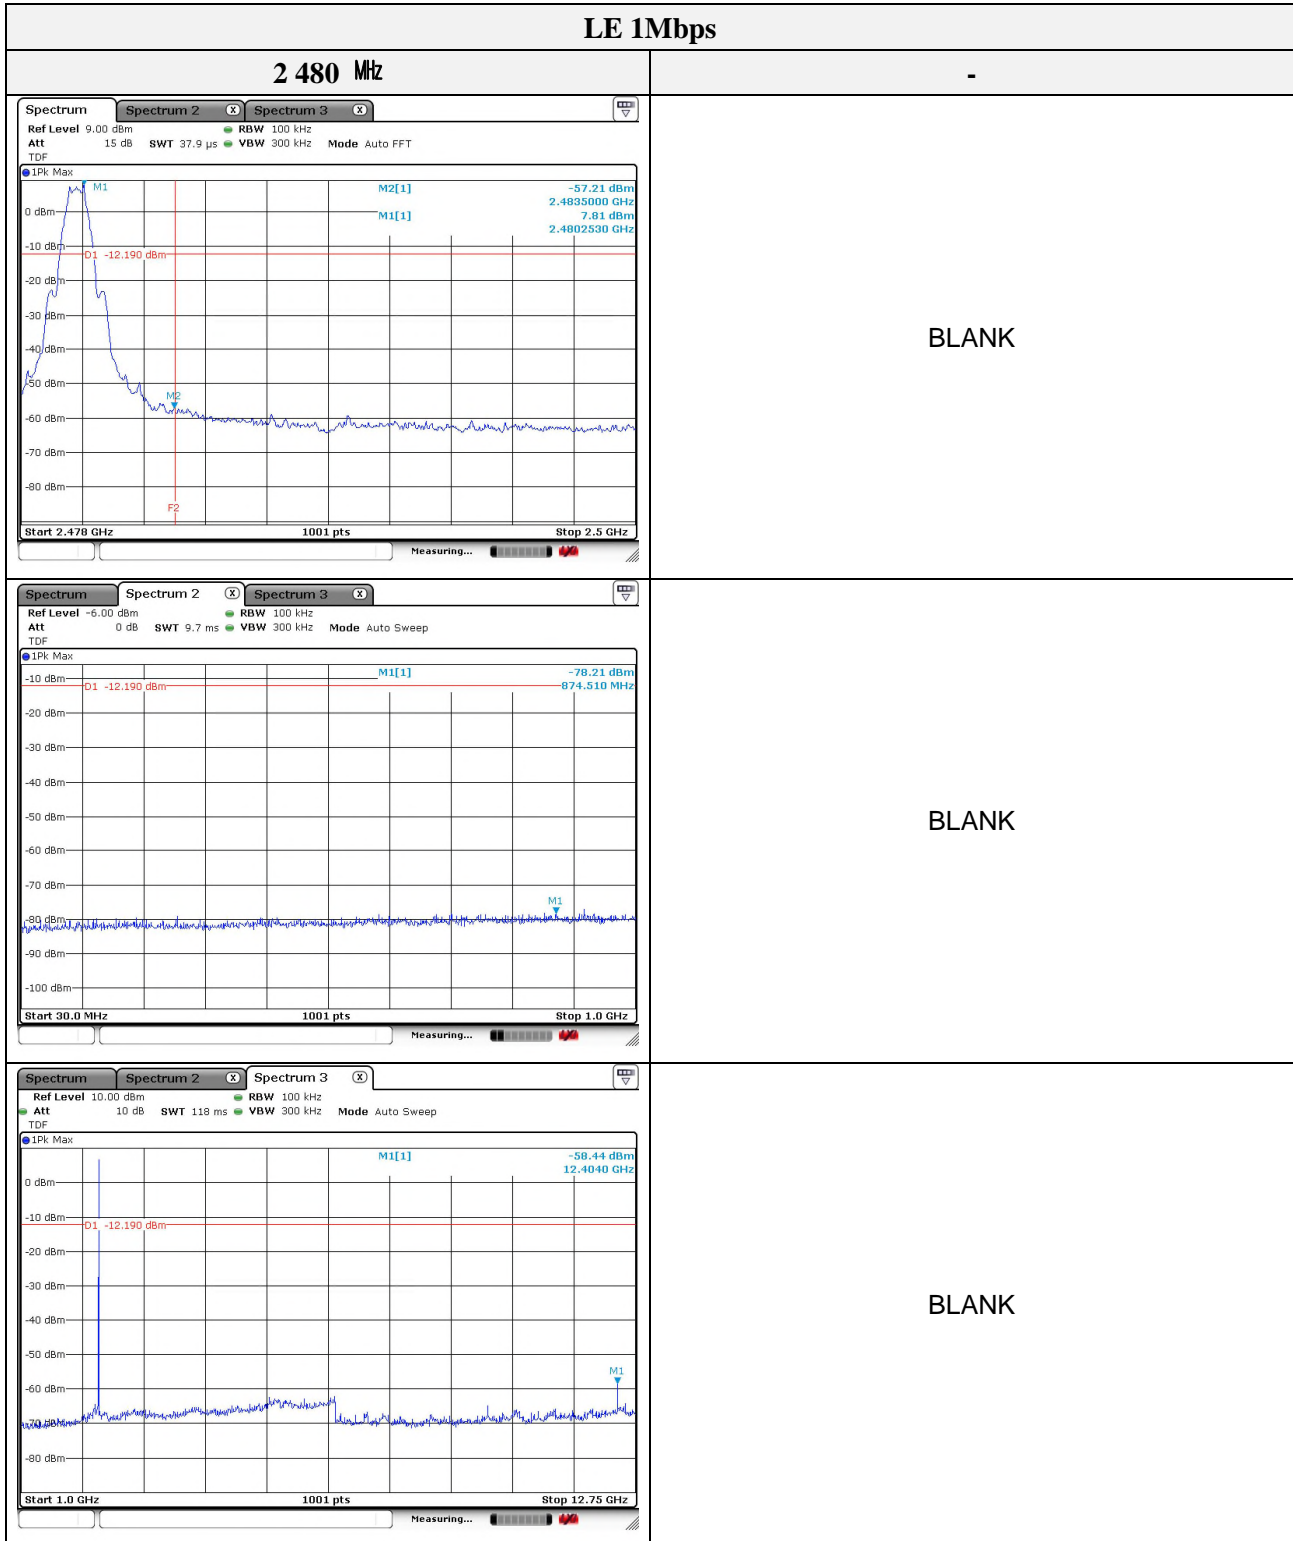 LE 1Mbps
2 480 ㎒
-
Spectrum Spectrum 2 X Spectrum 3 X
Ref Level 9.00 dBm RBW 100 kHz
Att 15 dB SWT 37.9 µs VBW 300 kHz Mode Auto FFT
TDF
1Pk Max
M1
M2[1] -57.21 dBm
2.4835000 GHz
M1[1] 7.81 dBm
2.4802530 GHz
0 dBm
-10 dBm
D1 -12.190 dBm
-20 dBm
-30 dBm
-40 dBm
-50 dBm
M2
-60 dBm
-70 dBm
-80 dBm
F2
Start 2.478 GHz 1001 pts Stop 2.5 GHz
Measuring...
BLANK
Spectrum Spectrum 2 X Spectrum 3 X
Ref Level -6.00 dBm RBW 100 kHz
Att 0 dB SWT 9.7 ms VBW 300 kHz Mode Auto Sweep
TDF
1Pk Max
M1[1] -78.21 dBm
874.510 MHz
-10 dBm
D1 -12.190 dBm
-20 dBm
-30 dBm
-40 dBm
-50 dBm
-60 dBm
-70 dBm
M1
-80 dBm
-90 dBm
-100 dBm
Start 30.0 MHz 1001 pts Stop 1.0 GHz
Measuring...
BLANK
Spectrum Spectrum 2 X Spectrum 3 X
Ref Level 10.00 dBm RBW 100 kHz
Att 10 dB SWT 118 ms VBW 300 kHz Mode Auto Sweep
TDF
1Pk Max
M1[1] -58.44 dBm
12.4040 GHz
0 dBm
-10 dBm
D1 -12.190 dBm
-20 dBm
-30 dBm
-40 dBm
-50 dBm
M1
-60 dBm
-70 dBm
-80 dBm
Start 1.0 GHz 1001 pts Stop 12.75 GHz
Measuring...
BLANK